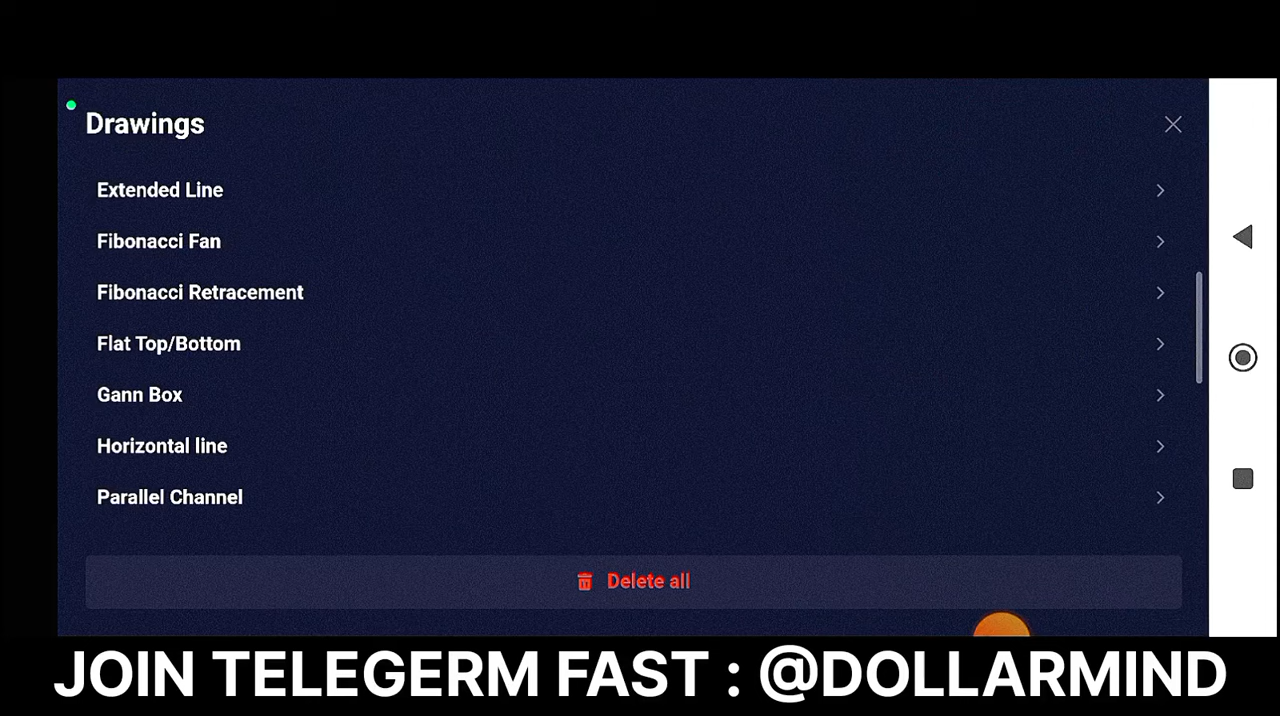 Drawings
Extended Line
Fibonacci Fan
Fibonacci Retracement
Flat Top/Bottom
Gann Box
Horizontal line
Parallel Channel
Delete all
JOIN TELEGERM FAST : @DOLLARMIND